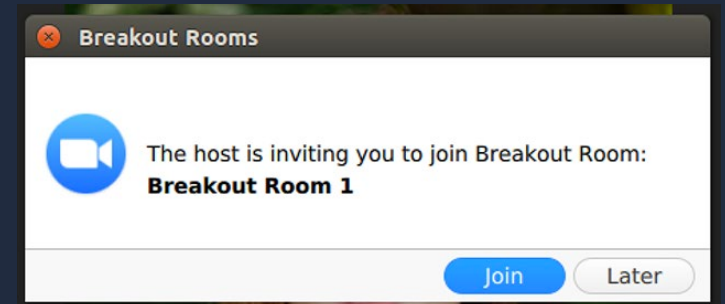 Breakout Rooms
The host is inviting you to join Breakout Room:
Breakout Room 1
Join
Later